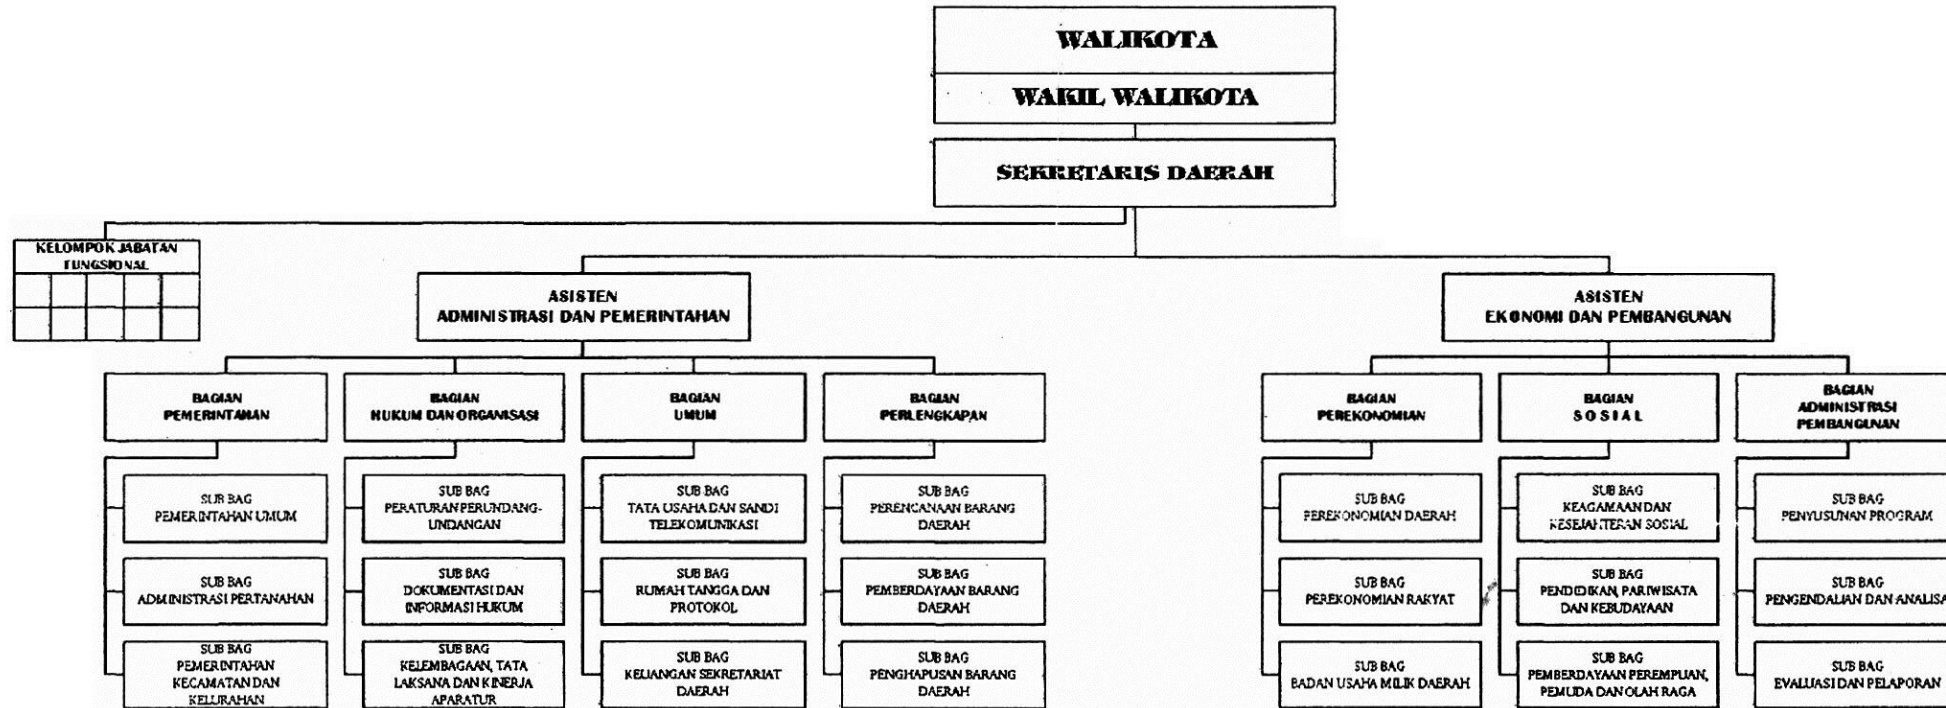 WALIKOTA
WAKIL WALIKOTA
SEKRETARIS DAERAH
KELOMPOK JABATAN
FUNGSIONAL
ASISTEN
ADMINISTRASI DAN PEMERINTAHAN
ASISTEN
EKONOMI DAN PEMBANGUNAN
BAGIAN
PEMERINTAHAN
BAGIAN
HUKUM DAN ORGANISASI
BAGIAN
UMUM
BAGIAN
PERLENGKAPAN
BAGIAN
PEREKONOMIAN
BAGIAN
SOSIAL
BAGIAN
ADMINISTRASI
PEMBANGUNAN
SUB BAG
PEMERINTAHAN UMUM
SUB BAG
PERATURAN PERUNDANG-
UNDANGAN
SUB BAG
TATA USAHA DAN SANDI
TELEKOMUNIKASI
SUB BAG
PERENCANAAN BARANG
DAERAH
SUB BAG
PEREKONOMIAN DAERAH
SUB BAG
KEAGAMAAN DAN
KESEJAHTERAN SOSIAL
SUB BAG
PENYUSUNAN PROGRAM
SUB BAG
ADMINISTRASI PERTANAHAN
SUB BAG
DOKUMENTASI DAN
INFORMASI HUKUM
SUB BAG
RUMAH TANGGA DAN
PROTOKOL
SUB BAG
PEMBERDAYAAN BARANG
DAERAH
SUB BAG
PEREKONOMIAN RAKYAT
SUB BAG
PENDIDIKAN, PARIWISATA
DAN KEBUDAYAAN
SUB BAG
PENGENDALIAN DAN ANALISA
SUB BAG
PEMERINTAHAN
KECAMATAN DAN
KELURAHAN
SUB BAG
KELEMBAGAAN, TATA
LAKSANA DAN KINERJA
APARATUR
SUB BAG
KEUANGAN SEKRETARIAT
DAERAH
SUB BAG
PENGHAPUSAN BARANG
DAERAH
SUB BAG
BADAN USAHA MILIK DAERAH
SUB BAG
PEMBERDAYAAN PEREMPUAN,
PEMUDA DAN OLAH RAGA
SUB BAG
EVALUASI DAN PELAPORAN